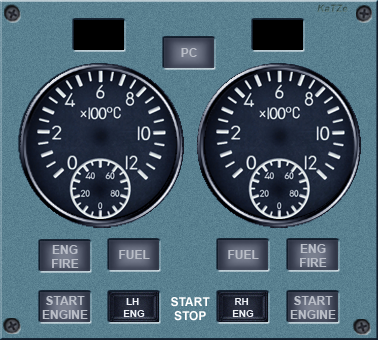 KaTZe
PC
4 6 8
×100°C
2 10
0 12
40 60
20 80
0
4 6 8
×100°C
2 10
0 12
40 60
20 80
0
ENG
FIRE
FUEL
FUEL
ENG
FIRE
START
ENGINE
LH
ENG
START
STOP
RH
ENG
START
ENGINE